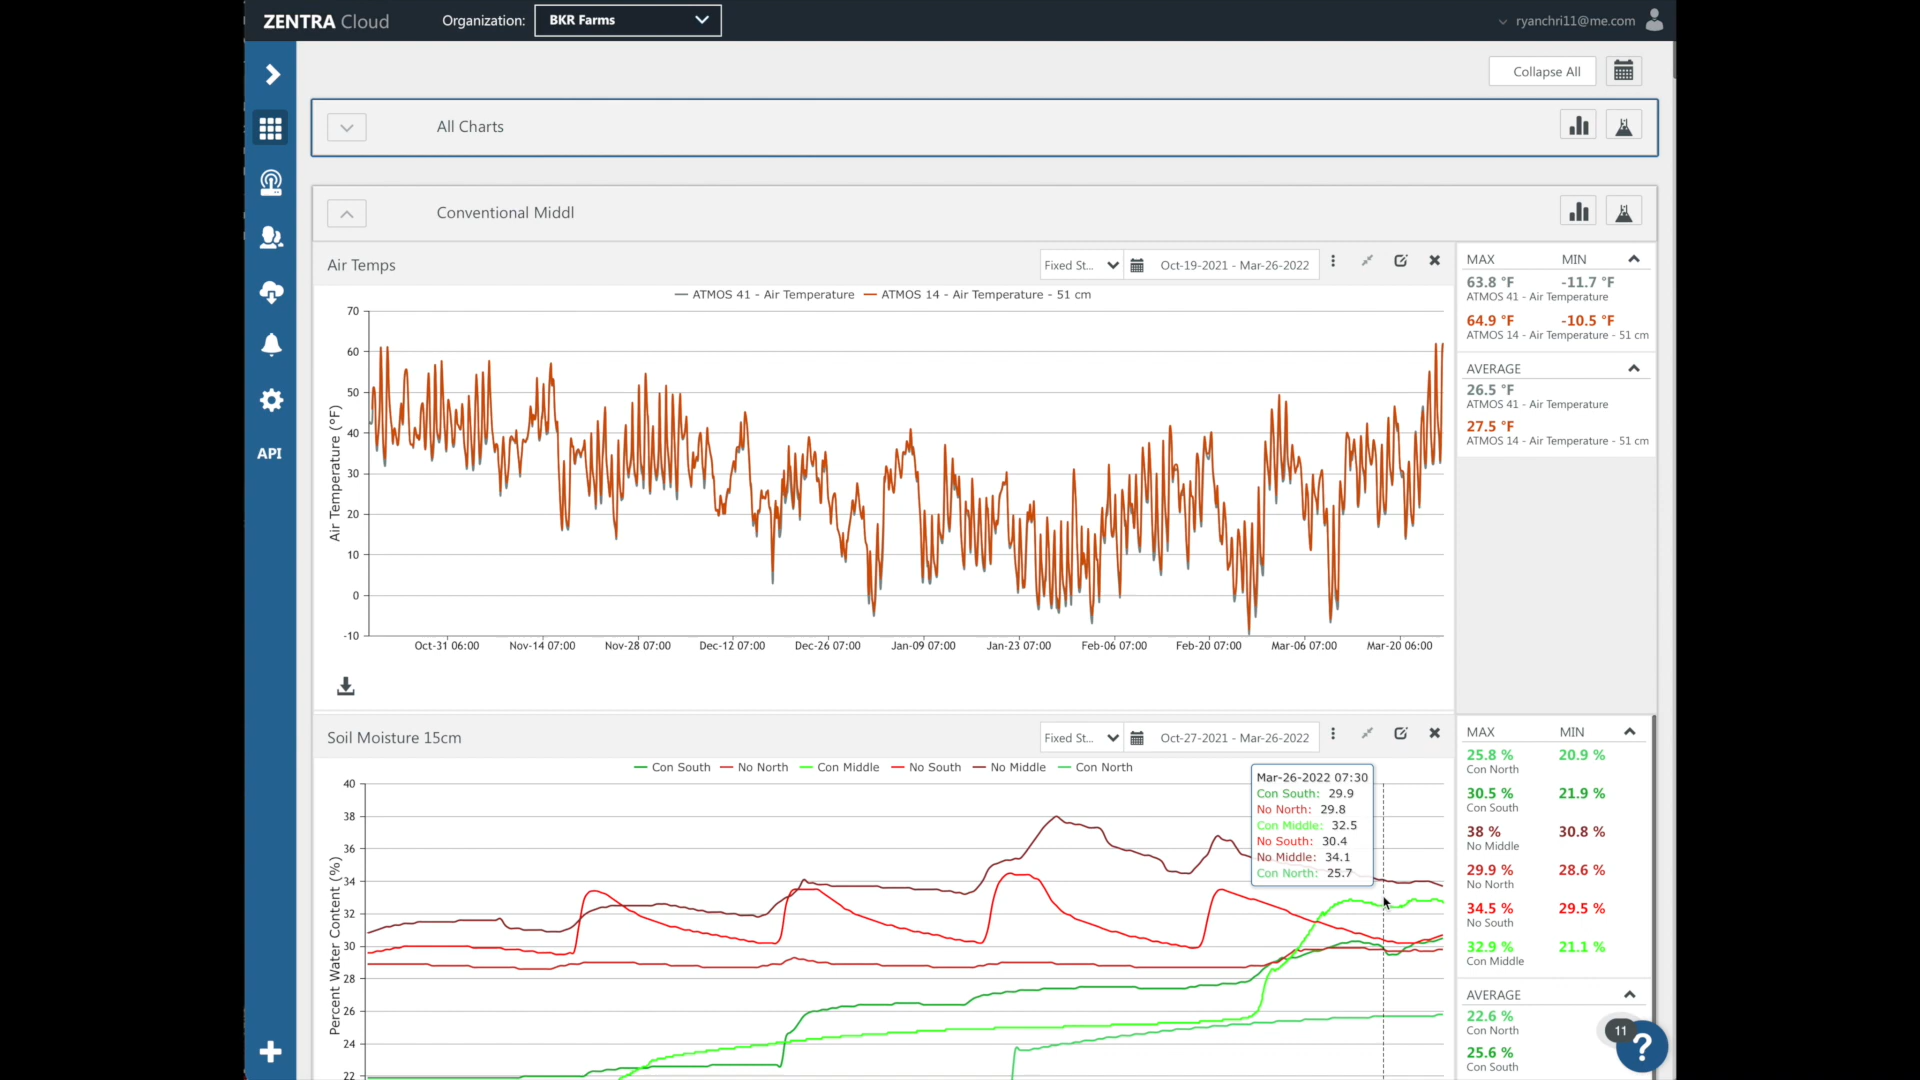 ZENTRA Cloud
Organization: BKR Farms
ryanchri11@me.com
Collapse All
All Charts
Conventional Middl
API
Air Temps
Fixed St...
Oct-19-2021 - Mar-26-2022
ATMOS 41 - Air Temperature ATMOS 14 - Air Temperature - 51 cm
Air Temperature (°F)
70
60
50
40
30
20
10
0
-10
Oct-31 06:00 Nov-14 07:00 Nov-28 07:00 Dec-12 07:00 Dec-26 07:00 Jan-09 07:00 Jan-23 07:00 Feb-06 07:00 Feb-20 07:00 Mar-06 07:00 Mar-20 06:00
MAX MIN
63.8 °F -11.7 °F
ATMOS 41 - Air Temperature
64.9 °F -10.5 °F
ATMOS 14 - Air Temperature - 51 cm
AVERAGE
26.5 °F
ATMOS 41 - Air Temperature
27.5 °F
ATMOS 14 - Air Temperature - 51 cm
Soil Moisture 15cm
Fixed St...
Oct-27-2021 - Mar-26-2022
Con South No North Con Middle No South No Middle Con North
Percent Water Content (%)
40
38
36
34
32
30
28
26
24
22
Mar-26-2022 07:30
Con South: 29.9
No North: 29.8
Con Middle: 32.5
No South: 30.4
No Middle: 34.1
Con North: 25.7
MAX MIN
25.8 % 20.9 %
Con North
30.5 % 21.9 %
Con South
38 % 30.8 %
No Middle
29.9 % 28.6 %
No North
34.5 % 29.5 %
No South
32.9 % 21.1 %
Con Middle
AVERAGE
22.6 %
Con North
25.6 %
Con South
11
?